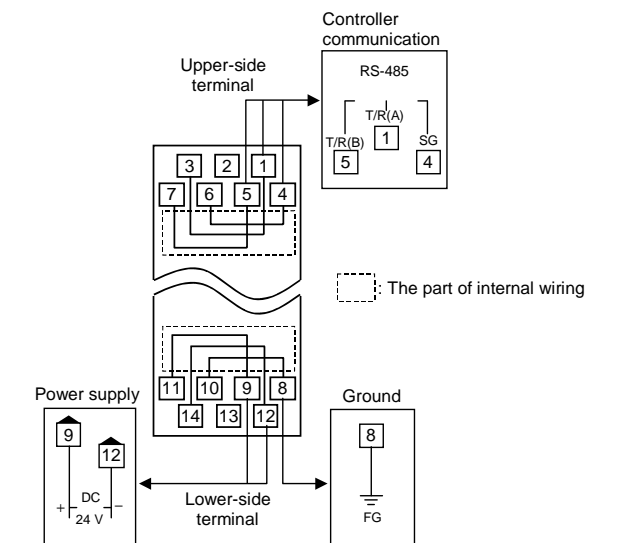 Controller
communication
Upper-side
terminal
RS-485
T/R(A)
1
T/R(B)
5
SG
4
3 2 1
7 6 5 4
: The part of internal wiring
11 10 9 8
14 13 12
Power supply
9
12
+ DC –
24 V
Lower-side
terminal
Ground
8
FG